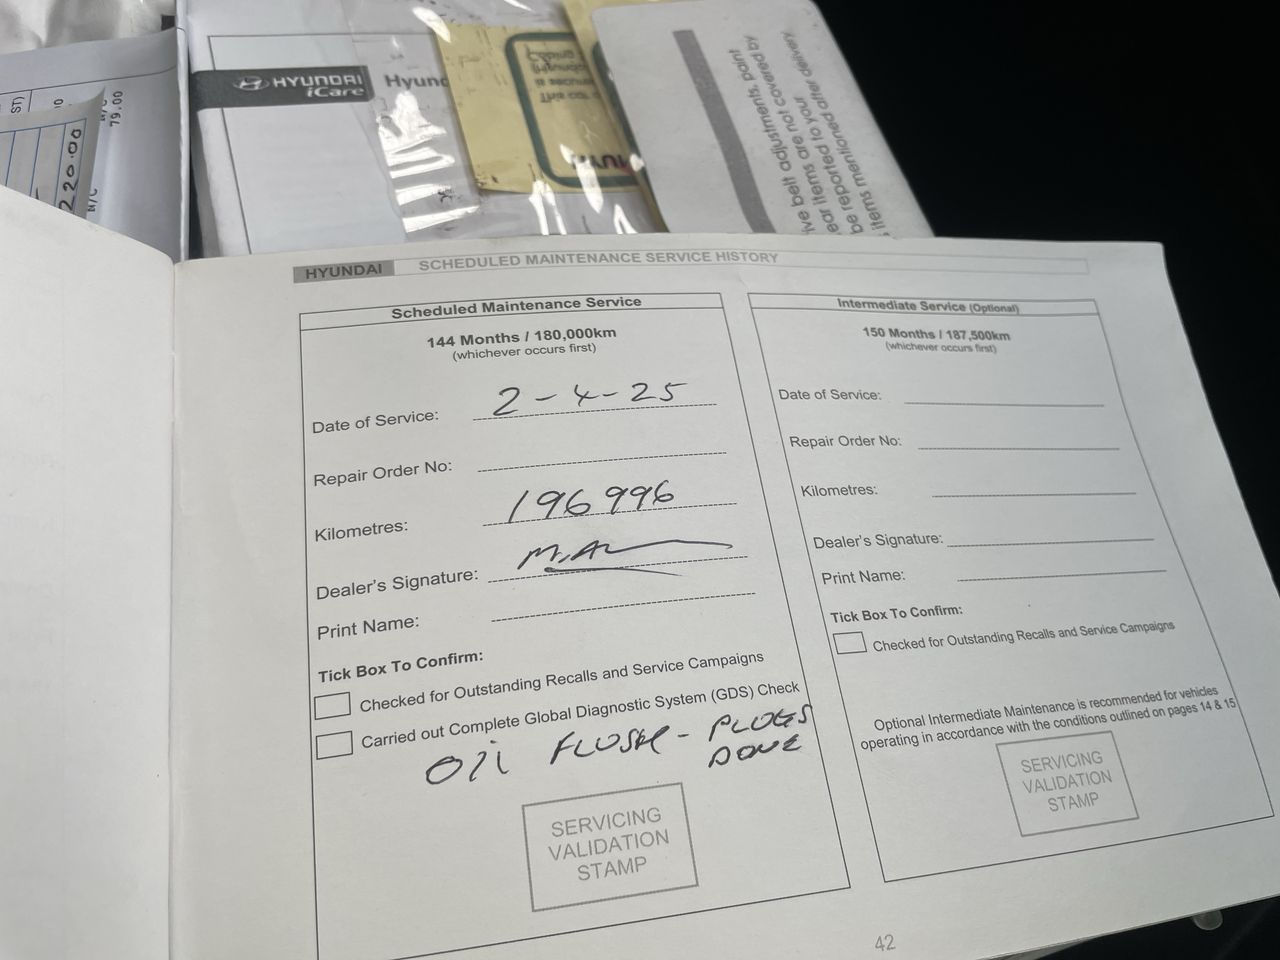 ST)
79.00
N/C
220.00
HYUNDAI
iCare
Hyund
ive belt adjustments, paint
ear items are not covered by
be reported to your
items mentioned after delivery
HYUNDAI SCHEDULED MAINTENANCE SERVICE HISTORY
Scheduled Maintenance Service
144 Months / 180,000km
(whichever occurs first)
Date of Service: 2-4-25
Repair Order No:
Kilometres: 196996
Dealer's Signature:
Print Name:
Tick Box To Confirm:
Checked for Outstanding Recalls and Service Campaigns
Carried out Complete Global Diagnostic System (GDS) Check
Oil FLUSH - PLUGS
DONE
SERVICING
VALIDATION
STAMP
Intermediate Service (Optional)
150 Months / 187,500km
(whichever occurs first)
Date of Service:
Repair Order No:
Kilometres:
Dealer's Signature:
Print Name:
Tick Box To Confirm:
Checked for Outstanding Recalls and Service Campaigns
Optional Intermediate Maintenance is recommended for vehicles
operating in accordance with the conditions outlined on pages 14 & 15
SERVICING
VALIDATION
STAMP
42